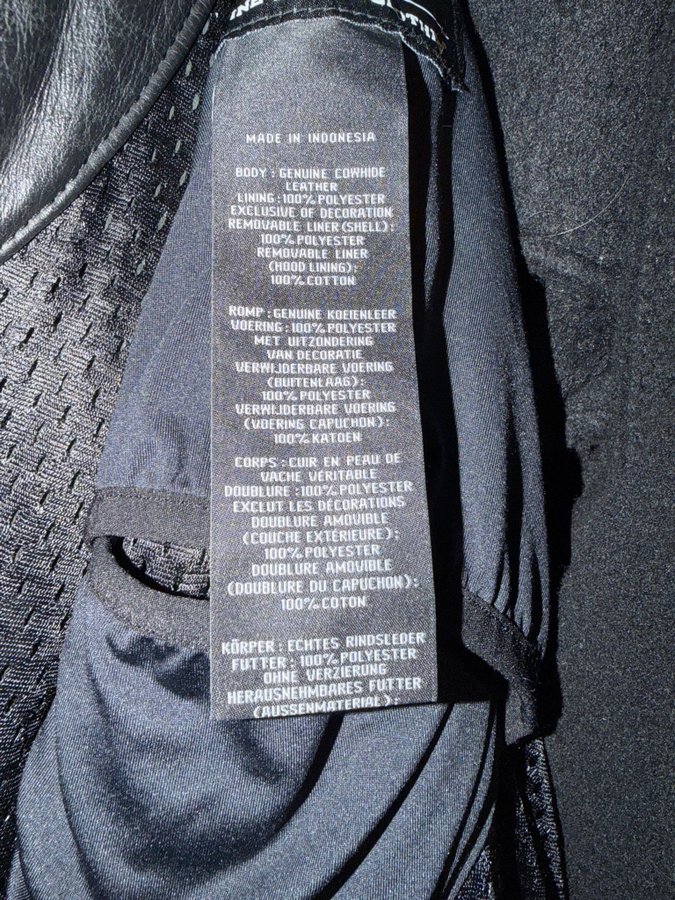 MADE IN INDONESIA
BODY : GENUINE COWHIDE
LEATHER
LINING : 100% POLYESTER
EXCLUSIVE OF DECORATION
REMOVABLE LINER (SHELL) :
100% POLYESTER
REMOVABLE LINER
(HOOD LINING) :
100% COTTON
ROMP : GENUINE KOEIENLEER
VOERING : 100% POLYESTER
MET UITZONDERING
VAN DECORATIE
VERWIJDERBARE VOERING
(BUITENLAAG) :
100% POLYESTER
VERWIJDERBARE VOERING
(VOERING CAPUCHON) :
100% KATOEN
CORPS : CUIR EN PEAU DE
VACHE VÉRITABLE
DOUBLURE : 100% POLYESTER
EXCLUT LES DÉCORATIONS
DOUBLURE AMOVIBLE
(COUCHE EXTÉRIEURE) :
100% POLYESTER
DOUBLURE AMOVIBLE
(DOUBLURE DU CAPUCHON) :
100% COTON
KÖRPER : ECHTES RINDSLEDER
FUTTER : 100% POLYESTER
OHNE VERZIERUNG
HERAUSNEHMBARES FUTTER
(AUSSENMATERIAL) :